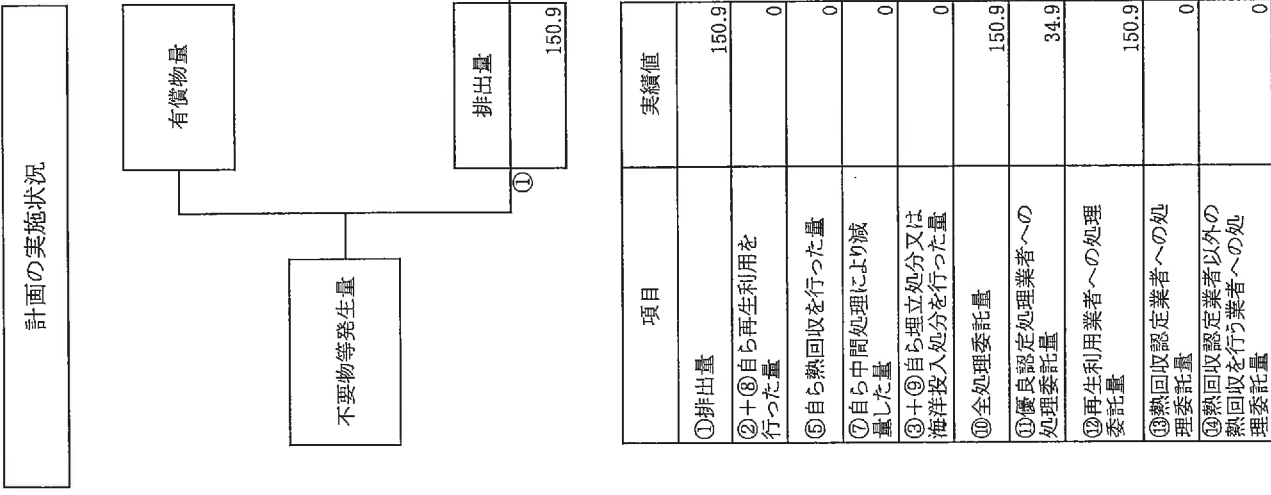 計画の実施状況
有償物量
不要物等発生量
排出量
①
150.9
項目
実績値
①排出量
150.9
②+⑧自ら再生利用を
行った量
0
⑤自ら熱回収を行った量
0
⑦自ら中間処理により減
量した量
0
③+⑨自ら埋立処分又は
海洋投入処分を行った量
0
⑩全処理委託量
150.9
⑪優良認定処理業者への
処理委託量
34.9
⑫再生利用業者への処理
委託量
150.9
⑬熱回収認定業者への処
理委託量
0
⑭熱回収認定業者以外の
熱回収を行う業者への処
理委託量
0